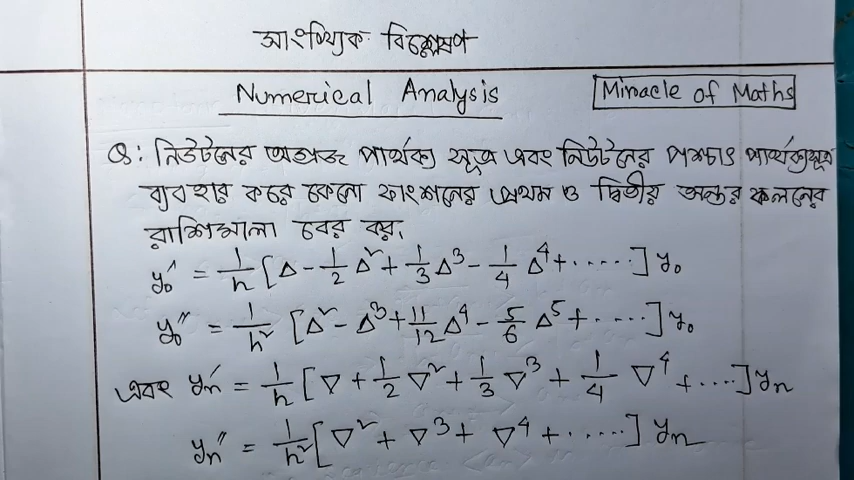 সাংখ্যিক বিশ্লেষণ
Numerical Analysis
Miracle of Maths
Q: নিউটনের অগ্রজ পার্থক্য সূত্র এবং নিউটনের পশ্চাৎ পার্থক্য সূত্র
ব্যবহার করে কোনো ফাংশনের প্রথম ও দ্বিতীয় অন্তর কলনের
রাশিমালা বের কর।
y₀′ = 1/h [Δ - 1/2 Δ² + 1/3 Δ³ - 1/4 Δ⁴ + ......] y₀
y₀″ = 1/h² [Δ² - Δ³ + 11/12 Δ⁴ - 5/6 Δ⁵ + .....] y₀
এবং yₙ′ = 1/h [∇ + 1/2 ∇² + 1/3 ∇³ + 1/4 ∇⁴ + ....] yₙ
yₙ″ = 1/h² [∇² + ∇³ + ∇⁴ + ......] yₙ